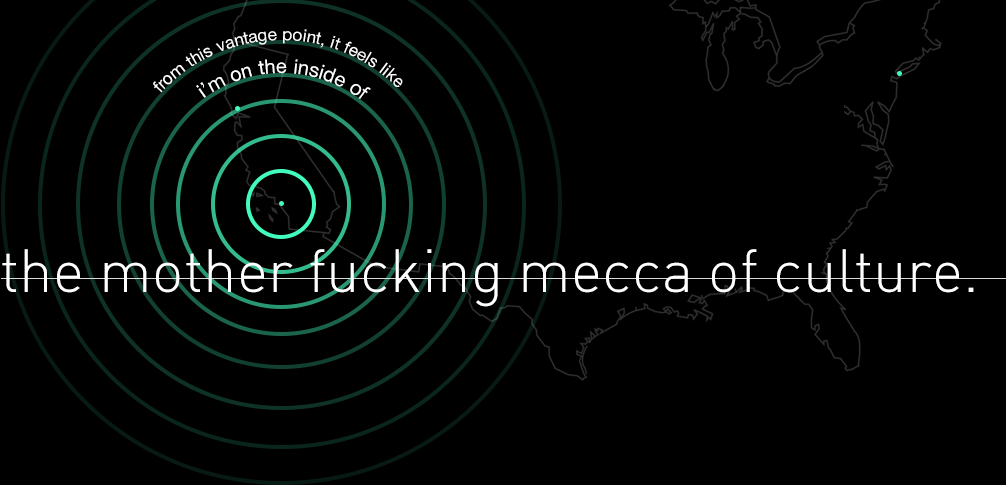 from this vantage point, it feels like
i'm on the inside of
the mother fucking mecca of culture.